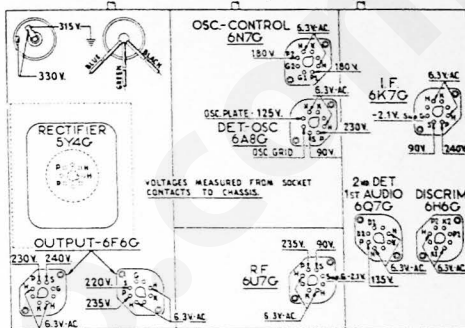 315V.
330V.
BLUE
GREEN
BLACK
OSC.-CONTROL
6N7G
6.3V-AC
180V.
180V.
6.3V-AC.
OSC. PLATE - 125V.
DET-OSC
6A8G
OSC GRID
90V.
230V.
I.F
6K7G
6.3V-AC
-2.1V.
90V.
240V.
RECTIFIER
5Y4G
VOLTAGES MEASURED FROM SOCKET
CONTACTS TO CHASSIS.
2ND DET
1ST AUDIO
6Q7G
DISCRIM
6H6G
6.3V-AC.
6.3V-AC
135V.
OUTPUT-6F6G
230V. 240V.
220V.
235V.
6.3V-AC
6.3V-AC.
RF
6U7G
235V. 90V.
6.3V-AC